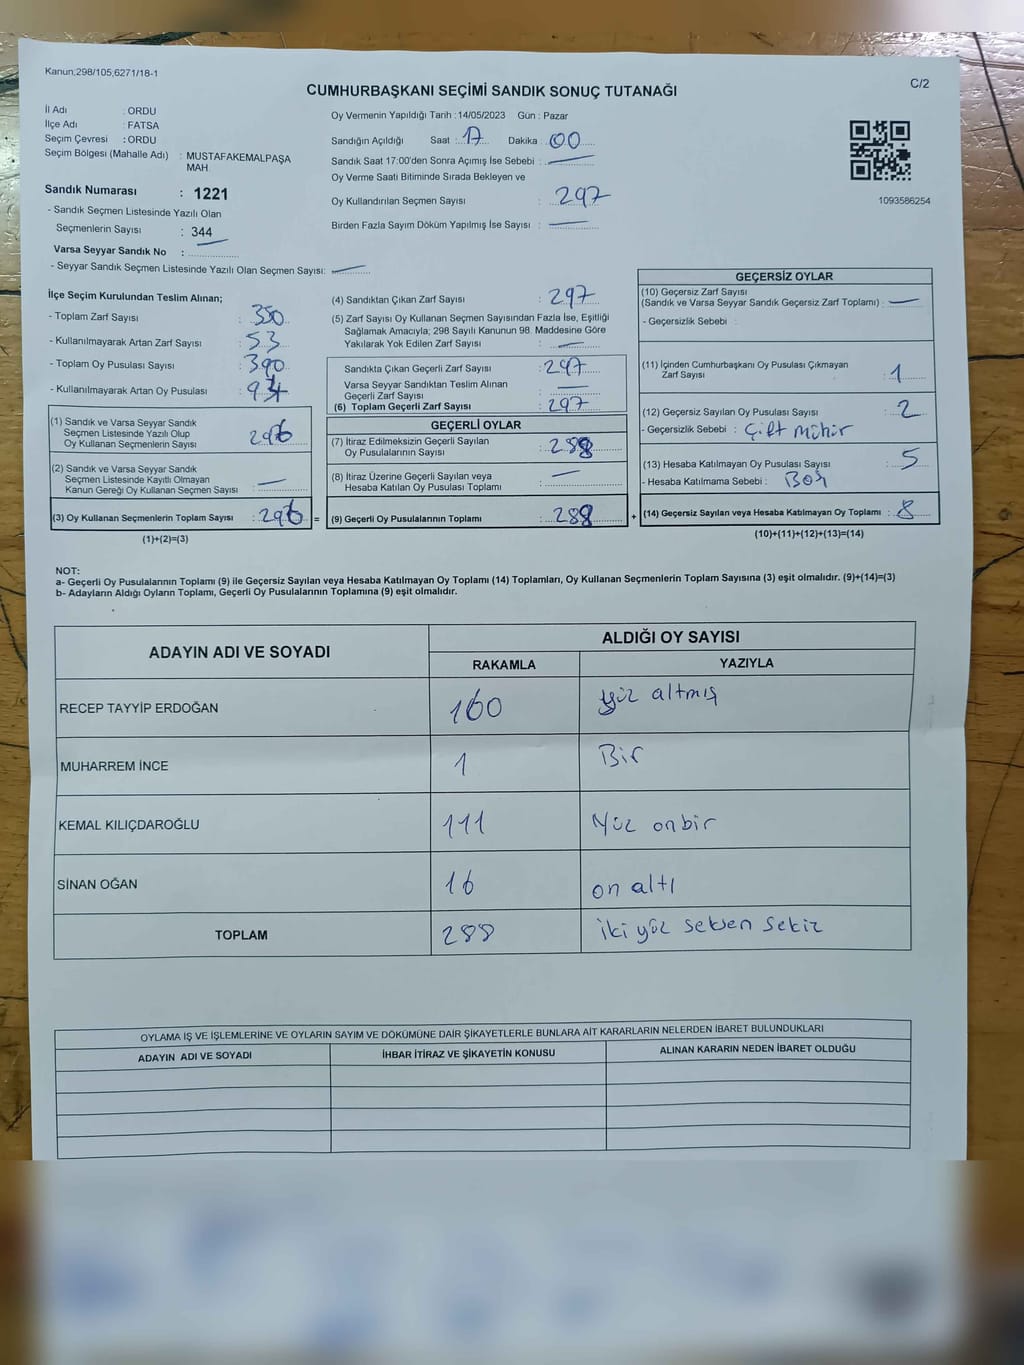 Kanun;298/105,6271/18-1
C/2
CUMHURBAŞKANI SEÇİMİ SANDIK SONUÇ TUTANAĞI
İl Adı : ORDU
İlçe Adı : FATSA
Seçim Çevresi : ORDU
Seçim Bölgesi (Mahalle Adı) : MUSTAFAKEMALPAŞA
MAH.
Sandık Numarası : 1221
- Sandık Seçmen Listesinde Yazılı Olan
Seçmenlerin Sayısı : 344
Varsa Seyyar Sandık No :
- Seyyar Sandık Seçmen Listesinde Yazılı Olan Seçmen Sayısı:
Oy Vermenin Yapıldığı Tarih : 14/05/2023 Gün : Pazar
Sandığın Açıldığı Saat : 17 Dakika : 00
Sandık Saat 17:00'den Sonra Açımış İse Sebebi :
Oy Verme Saati Bitiminde Sırada Bekleyen ve
Oy Kullandırılan Seçmen Sayısı : 297
Birden Fazla Sayım Döküm Yapılmış İse Sayısı :
1093586254
İlçe Seçim Kurulundan Teslim Alınan;
- Toplam Zarf Sayısı : 350
- Kullanılmayarak Artan Zarf Sayısı : 53
- Toplam Oy Pusulası Sayısı : 390
- Kullanılmayarak Artan Oy Pusulası : 94
(1) Sandık ve Varsa Seyyar Sandık
Seçmen Listesinde Yazılı Olup
Oy Kullanan Seçmenlerin Sayısı : 296
(2) Sandık ve Varsa Seyyar Sandık
Seçmen Listesinde Kayıtlı Olmayan
Kanun Gereği Oy Kullanan Seçmen Sayısı :
(3) Oy Kullanan Seçmenlerin Toplam Sayısı : 296 =
(1)+(2)=(3)
(4) Sandıktan Çıkan Zarf Sayısı : 297
(5) Zarf Sayısı Oy Kullanan Seçmen Sayısından Fazla İse, Eşitliği
Sağlamak Amacıyla; 298 Sayılı Kanunun 98. Maddesine Göre
Yakılarak Yok Edilen Zarf Sayısı :
Sandıkta Çıkan Geçerli Zarf Sayısı : 297
Varsa Seyyar Sandıktan Teslim Alınan
Geçerli Zarf Sayısı :
(6) Toplam Geçerli Zarf Sayısı : 297
GEÇERLİ OYLAR
(7) İtiraz Edilmeksizin Geçerli Sayılan
Oy Pusulalarının Sayısı : 288
(8) İtiraz Üzerine Geçerli Sayılan veya
Hesaba Katılan Oy Pusulası Toplamı :
(9) Geçerli Oy Pusulalarının Toplamı : 288 +
GEÇERSİZ OYLAR
(10) Geçersiz Zarf Sayısı
(Sandık ve Varsa Seyyar Sandık Geçersiz Zarf Toplamı) :
- Geçersizlik Sebebi :
(11) İçinden Cumhurbaşkanı Oy Pusulası Çıkmayan
Zarf Sayısı : 1
(12) Geçersiz Sayılan Oy Pusulası Sayısı : 2
- Geçersizlik Sebebi : Çift Mühür
(13) Hesaba Katılmayan Oy Pusulası Sayısı : 5
- Hesaba Katılmama Sebebi : Boş
(14) Geçersiz Sayılan veya Hesaba Katılmayan Oy Toplamı : 8
(10)+(11)+(12)+(13)=(14)
NOT:
a- Geçerli Oy Pusulalarının Toplamı (9) ile Geçersiz Sayılan veya Hesaba Katılmayan Oy Toplamı (14) Toplamları, Oy Kullanan Seçmenlerin Toplam Sayısına (3) eşit olmalıdır. (9)+(14)=(3)
b- Adayların Aldığı Oyların Toplamı, Geçerli Oy Pusulalarının Toplamına (9) eşit olmalıdır.
ADAYIN ADI VE SOYADI ALDIĞI OY SAYISI
RAKAMLA YAZIYLA
RECEP TAYYİP ERDOĞAN 160 yüz altmış
MUHARREM İNCE 1 Bir
KEMAL KILIÇDAROĞLU 111 Yüz onbir
SİNAN OĞAN 16 on altı
TOPLAM 288 iki yüz seksen sekiz
OYLAMA İŞ VE İŞLEMLERİNE VE OYLARIN SAYIM VE DÖKÜMÜNE DAİR ŞİKAYETLERLE BUNLARA AİT KARARLARIN NELERDEN İBARET BULUNDUKLARI
ADAYIN ADI VE SOYADI İHBAR İTİRAZ VE ŞİKAYETİN KONUSU ALINAN KARARIN NEDEN İBARET OLDUĞU